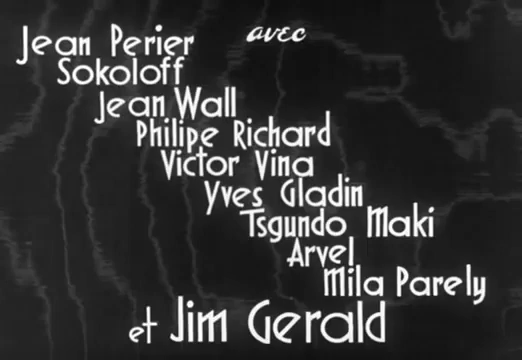 avec
Jean Perier
Sokoloff
Jean Wall
Philipe Richard
Victor Vina
Yves Gladin
Tsgundo Maki
Arvel
Mila Parely
et Jim Gerald